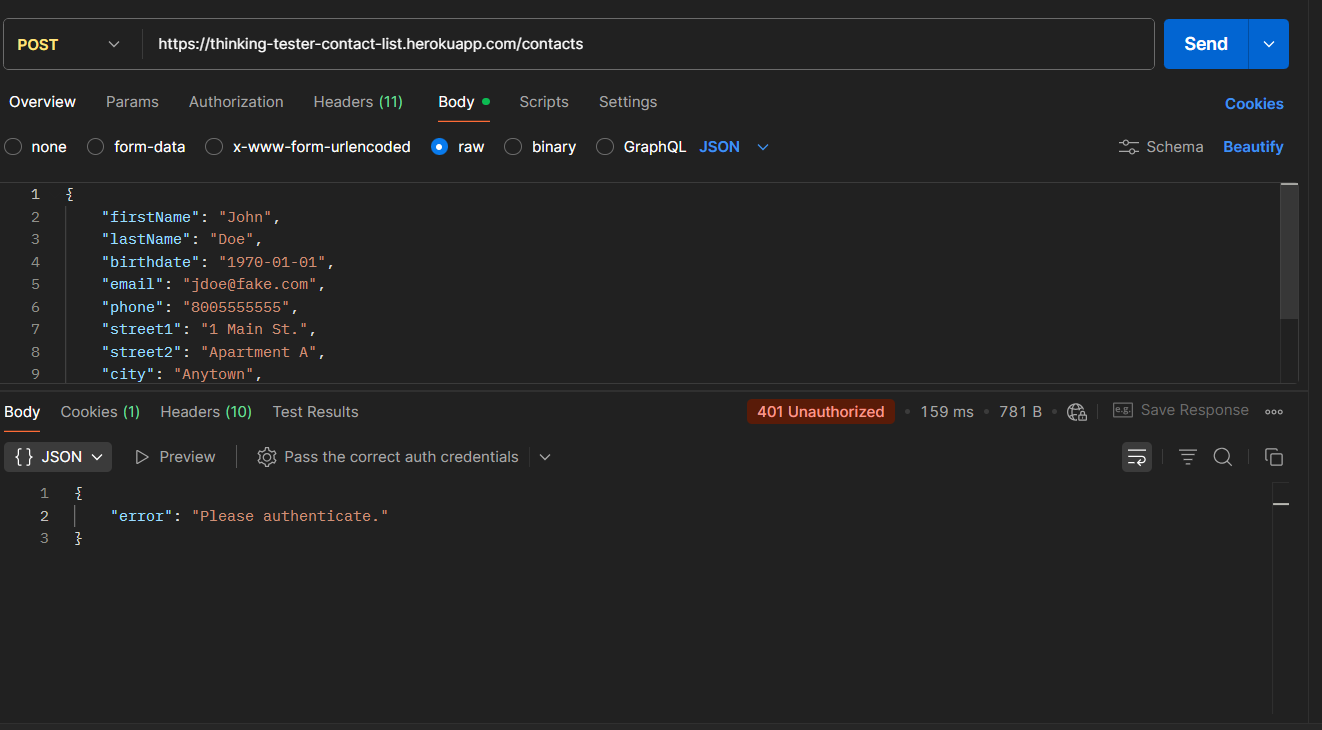 POST https://thinking-tester-contact-list.herokuapp.com/contacts Send
Overview Params Authorization Headers (11) Body Scripts Settings Cookies
none form-data x-www-form-urlencoded raw binary GraphQL JSON Schema Beautify
1 {
2 "firstName": "John",
3 "lastName": "Doe",
4 "birthdate": "1970-01-01",
5 "email": "jdoe@fake.com",
6 "phone": "8005555555",
7 "street1": "1 Main St.",
8 "street2": "Apartment A",
9 "city": "Anytown",
Body Cookies (1) Headers (10) Test Results 401 Unauthorized • 159 ms • 781 B • e.g. Save Response
{} JSON Preview Pass the correct auth credentials
1 {
2 "error": "Please authenticate."
3 }